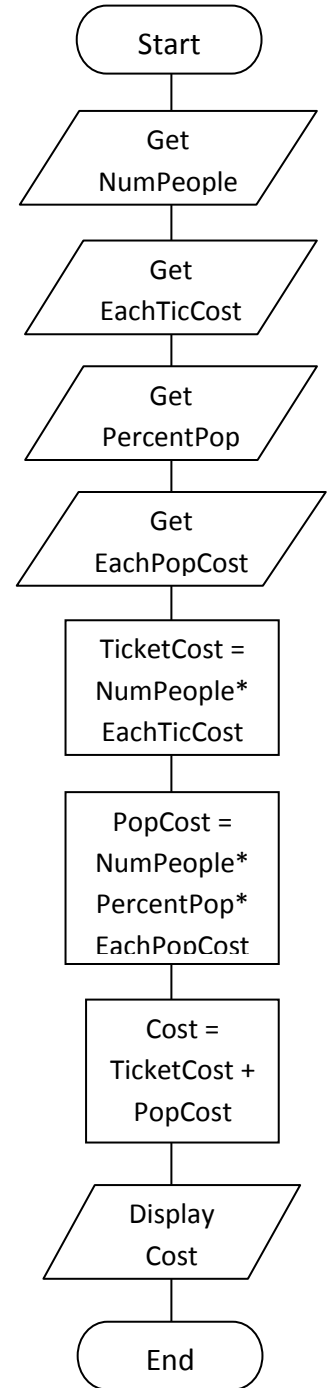 Start
Get
NumPeople
Get
EachTicCost
Get
PercentPop
Get
EachPopCost
TicketCost =
NumPeople*
EachTicCost
PopCost =
NumPeople*
PercentPop*
EachPopCost
Cost =
TicketCost +
PopCost
Display
Cost
End